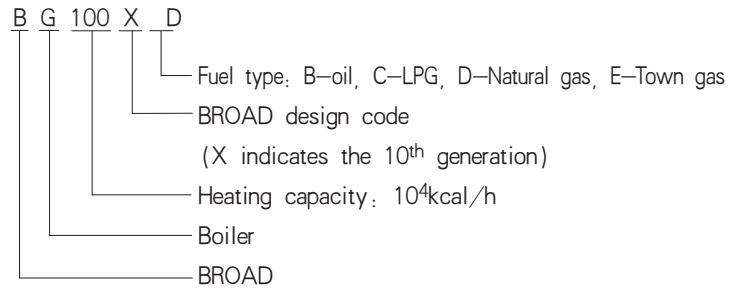 B G 100 X D
Fuel type: B—oil, C—LPG, D—Natural gas, E—Town gas
BROAD design code
(X indicates the 10th generation)
Heating capacity: 10⁴kcal/h
Boiler
BROAD